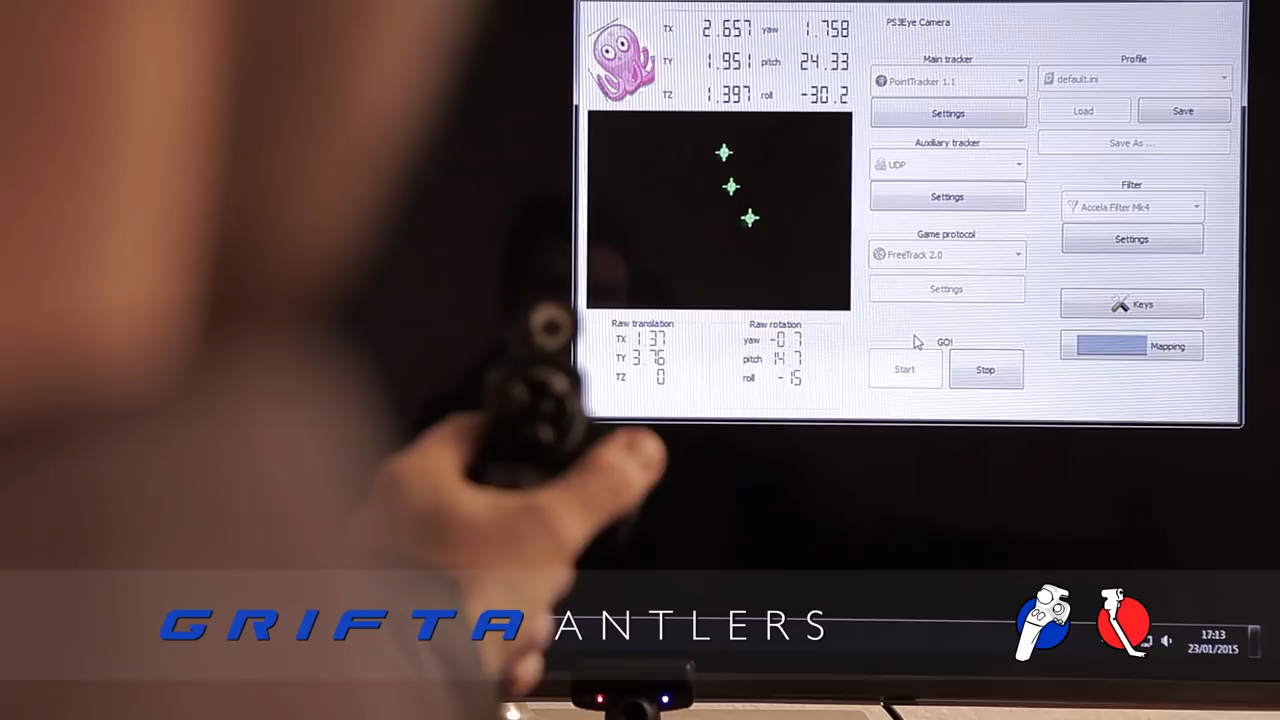 TX 2.657 yaw 1.758
TY 1.951 pitch 24.33
TZ 1.397 roll -30.2
PS3Eye Camera
Main tracker
PointTracker 1.1
Settings
Auxiliary tracker
UDP
Settings
Game protocol
FreeTrack 2.0
Settings
GO!
Start Stop
Profile
default.ini
Load Save
Save As ...
Filter
Accela Filter Mk4
Settings
Keys
Mapping
Raw translation
TX 1.37
TY 3.76
TZ 0
Raw rotation
yaw -0.7
pitch 14.7
roll -15
GRIFTA ANTLERS
17:13
23/01/2015